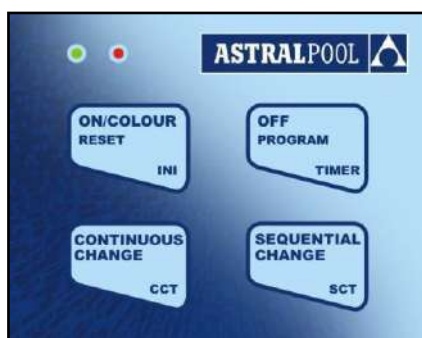 ASTRALPOOL
ON/COLOUR
RESET
INI
OFF
PROGRAM
TIMER
CONTINUOUS
CHANGE
CCT
SEQUENTIAL
CHANGE
SCT